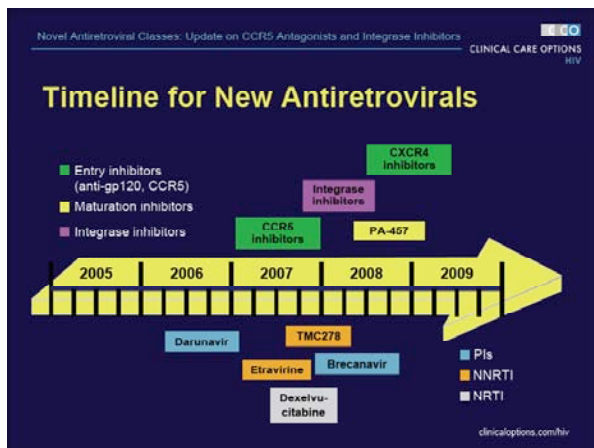 Novel Antiretroviral Classes: Update on CCR5 Antagonists and Integrase Inhibitors
CCO
CLINICAL CARE OPTIONS
HIV
Timeline for New Antiretrovirals
CXCR4
inhibitors
Entry inhibitors
(anti-gp120, CCR5)
Integrase
inhibitors
Maturation inhibitors
Integrase inhibitors
CCR5
inhibitors
PA-457
2005 2006 2007 2008 2009
Darunavir
TMC278
Etravirine
Brecanavir
Dexelvu-
citabine
PIs
NNRTI
NRTI
clinicaloptions.com/hiv